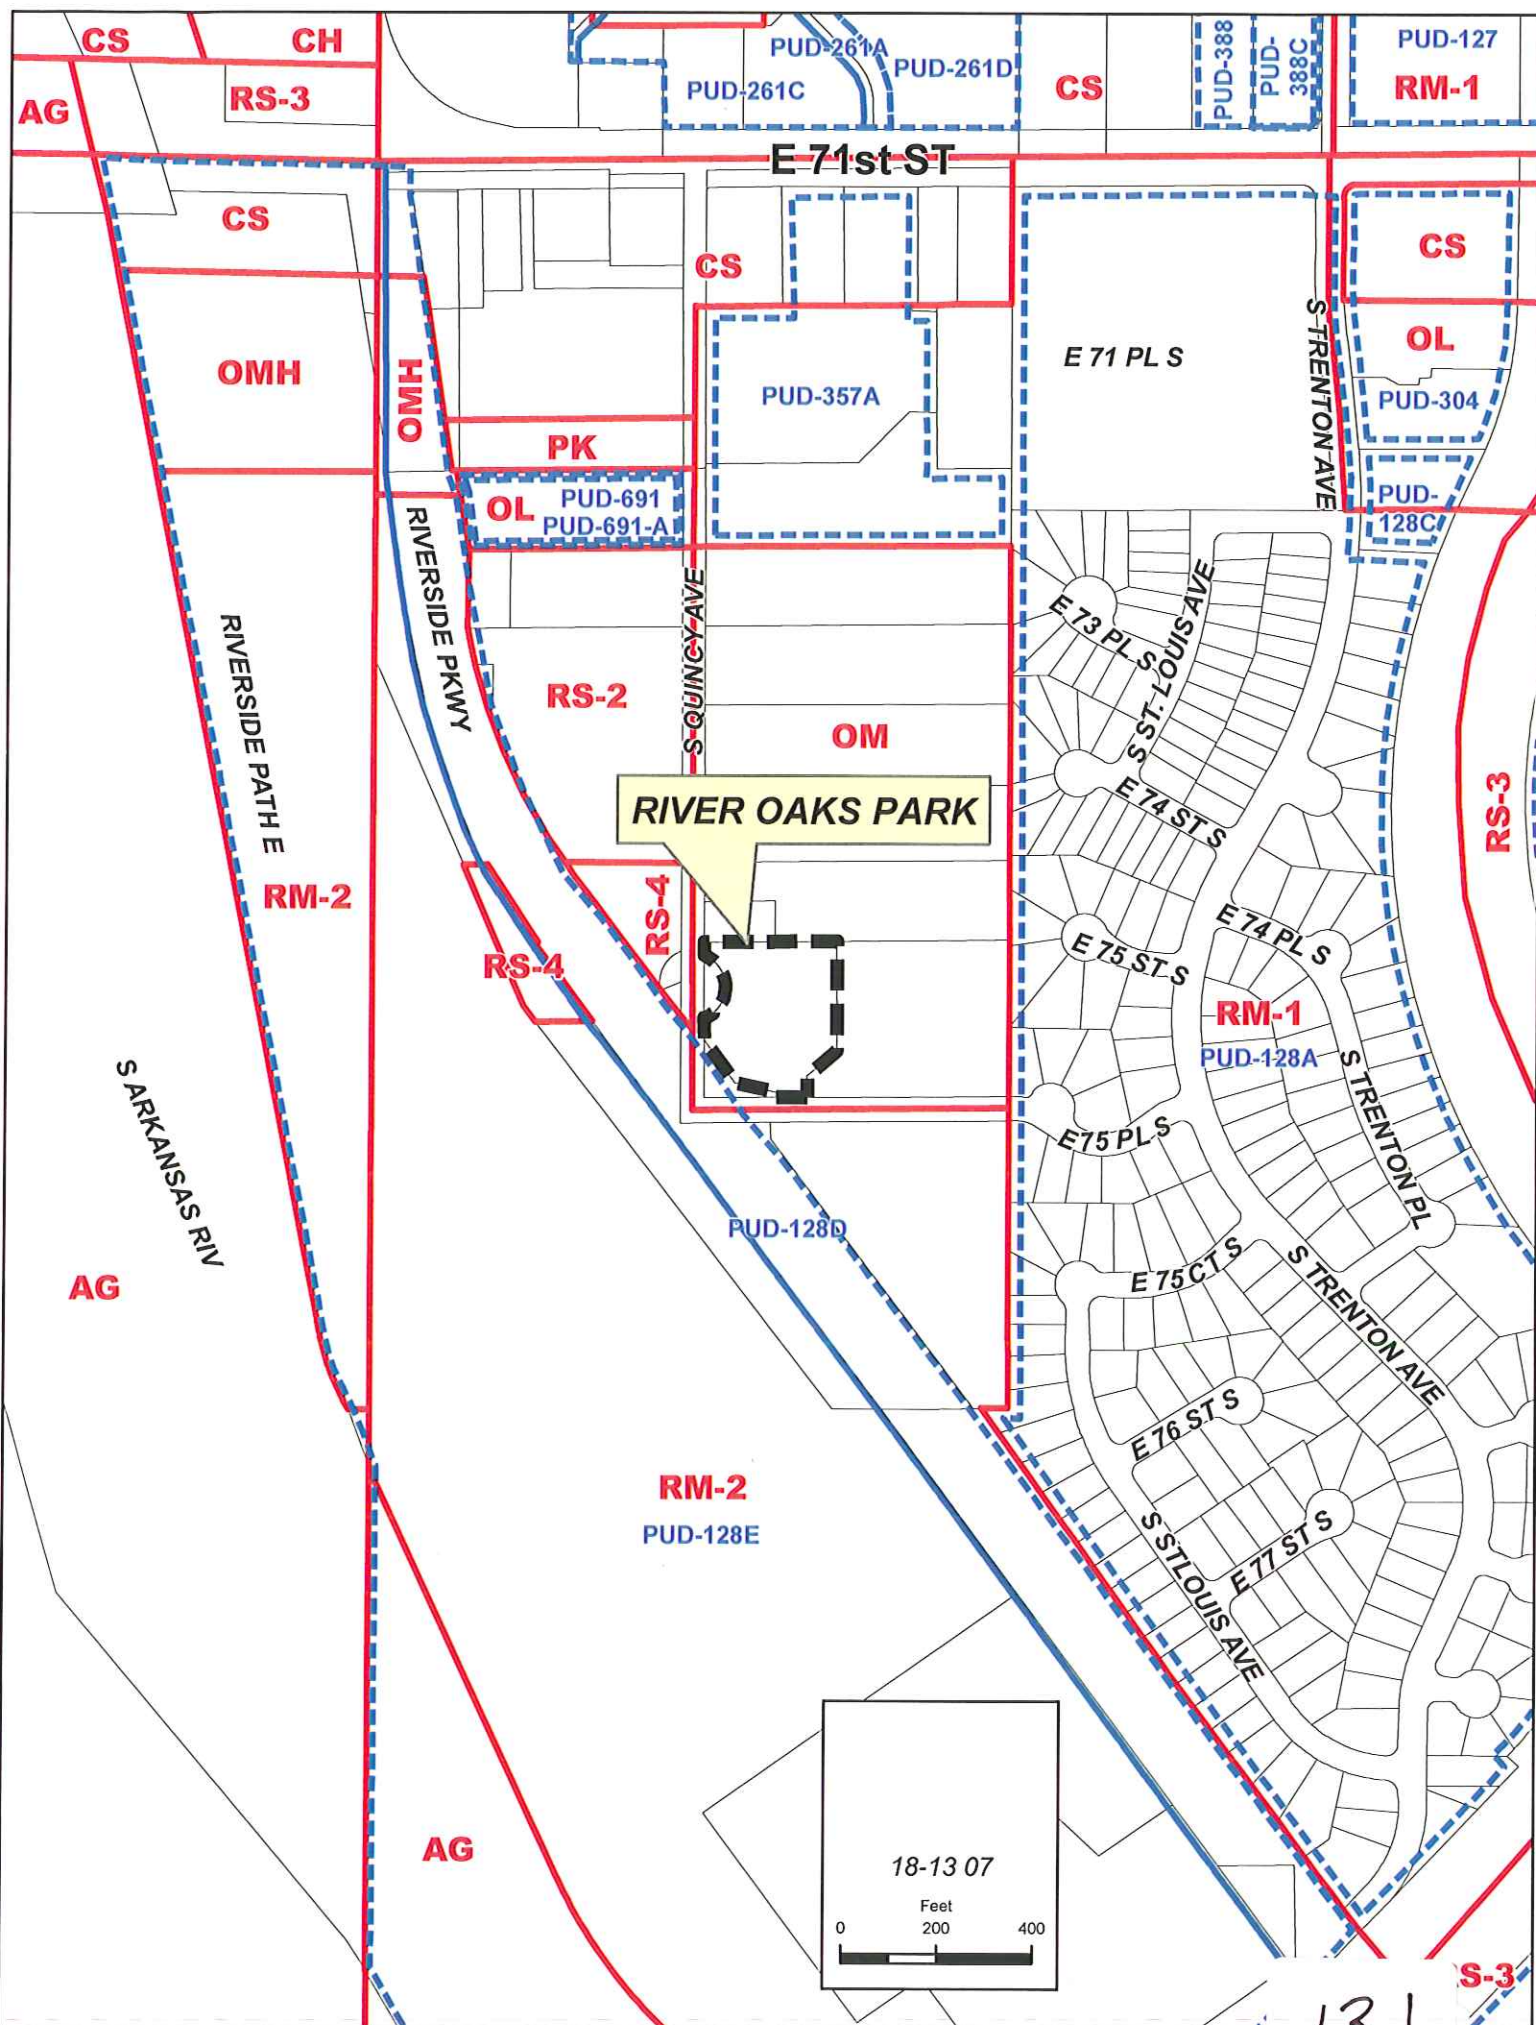 CS
CH
PUD-261A
PUD-261D
PUD-261C
CS
PUD-388
PUD-
388C
PUD-127
RM-1
AG
RS-3
E 71st ST
CS
CS
CS
OMH
OMH
E 71 PL S
S TRENTON AVE
OL
PUD-357A
PUD-304
PK
OL
PUD-691
PUD-691-A
PUD-
128C
RIVERSIDE PKWY
RIVERSIDE PATH E
S QUINCY AVE
RS-2
OM
E 73 PL S
S ST. LOUIS AVE
E 74 ST S
RS-3
RIVER OAKS PARK
RM-2
RS-4
RS-4
E 75 ST S
E 74 PL S
RM-1
PUD-128A
S TRENTON PL
E 75 PL S
S ARKANSAS RIV
AG
PUD-128D
E 75 CT S
S TRENTON AVE
E 76 ST S
RM-2
PUD-128E
E 77 ST S
S STLOUIS AVE
AG
18-13 07
Feet
0 200 400
S-3